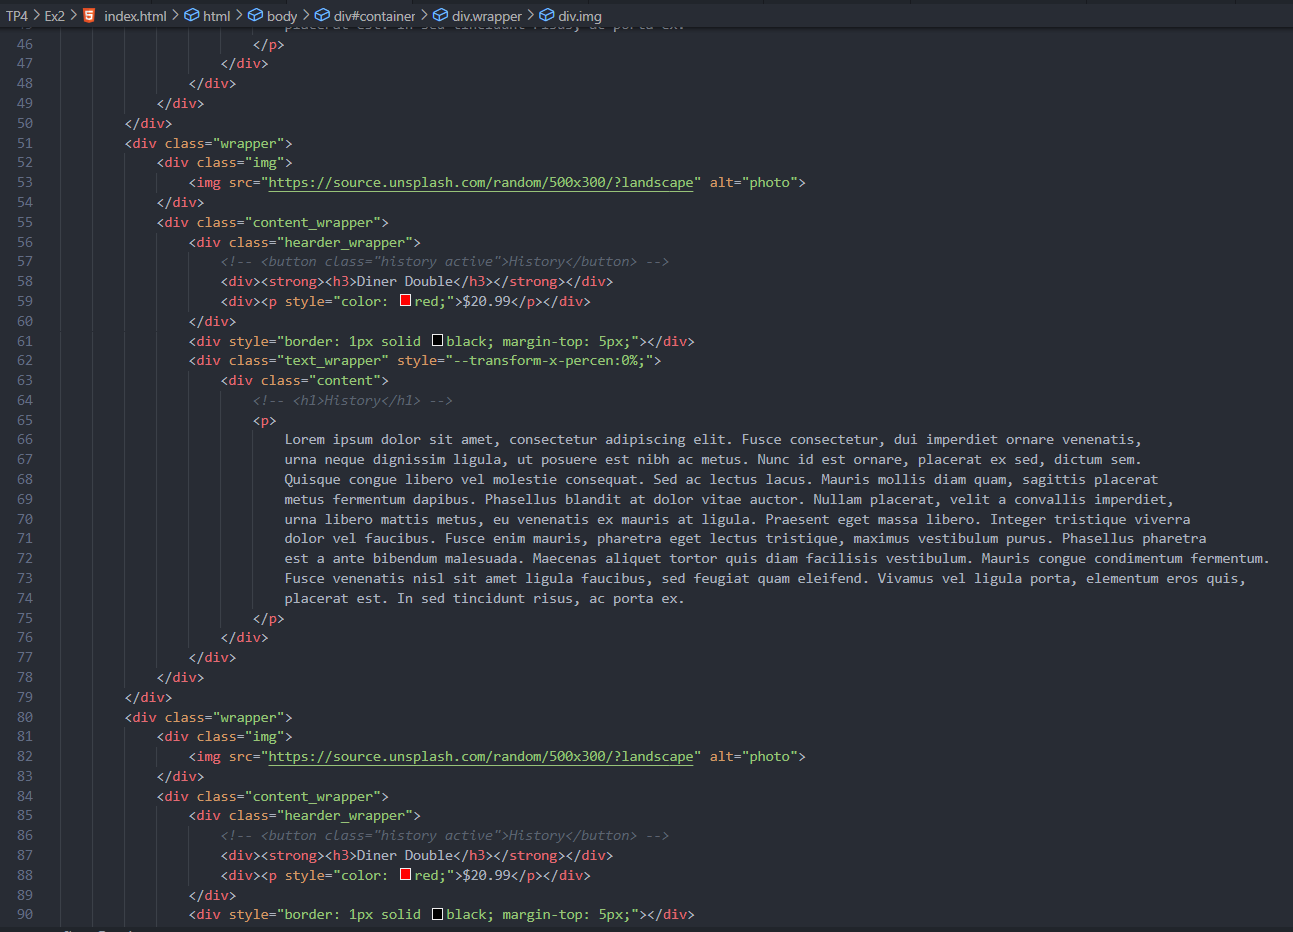 TP4 > Ex2 > index.html > html > body > div#container > div.wrapper > div.img
placerat est. In sed tincidunt risus, ac porta ex.
46 </p>
47 </div>
48 </div>
49 </div>
50 </div>
51 <div class="wrapper">
52 <div class="img">
53 <img src="https://source.unsplash.com/random/500x300/?landscape" alt="photo">
54 </div>
55 <div class="content_wrapper">
56 <div class="hearder_wrapper">
57 <!-- <button class="history active">History</button> -->
58 <div><strong><h3>Diner Double</h3></strong></div>
59 <div><p style="color: red;">$20.99</p></div>
60 </div>
61 <div style="border: 1px solid black; margin-top: 5px;"></div>
62 <div class="text_wrapper" style="--transform-x-percen:0%;">
63 <div class="content">
64 <!-- <h1>History</h1> -->
65 <p>
66 Lorem ipsum dolor sit amet, consectetur adipiscing elit. Fusce consectetur, dui imperdiet ornare venenatis,
67 urna neque dignissim ligula, ut posuere est nibh ac metus. Nunc id est ornare, placerat ex sed, dictum sem.
68 Quisque congue libero vel molestie consequat. Sed ac lectus lacus. Mauris mollis diam quam, sagittis placerat
69 metus fermentum dapibus. Phasellus blandit at dolor vitae auctor. Nullam placerat, velit a convallis imperdiet,
70 urna libero mattis metus, eu venenatis ex mauris at ligula. Praesent eget massa libero. Integer tristique viverra
71 dolor vel faucibus. Fusce enim mauris, pharetra eget lectus tristique, maximus vestibulum purus. Phasellus pharetra
72 est a ante bibendum malesuada. Maecenas aliquet tortor quis diam facilisis vestibulum. Mauris congue condimentum fermentum.
73 Fusce venenatis nisl sit amet ligula faucibus, sed feugiat quam eleifend. Vivamus vel ligula porta, elementum eros quis,
74 placerat est. In sed tincidunt risus, ac porta ex.
75 </p>
76 </div>
77 </div>
78 </div>
79 </div>
80 <div class="wrapper">
81 <div class="img">
82 <img src="https://source.unsplash.com/random/500x300/?landscape" alt="photo">
83 </div>
84 <div class="content_wrapper">
85 <div class="hearder_wrapper">
86 <!-- <button class="history active">History</button> -->
87 <div><strong><h3>Diner Double</h3></strong></div>
88 <div><p style="color: red;">$20.99</p></div>
89 </div>
90 <div style="border: 1px solid black; margin-top: 5px;"></div>